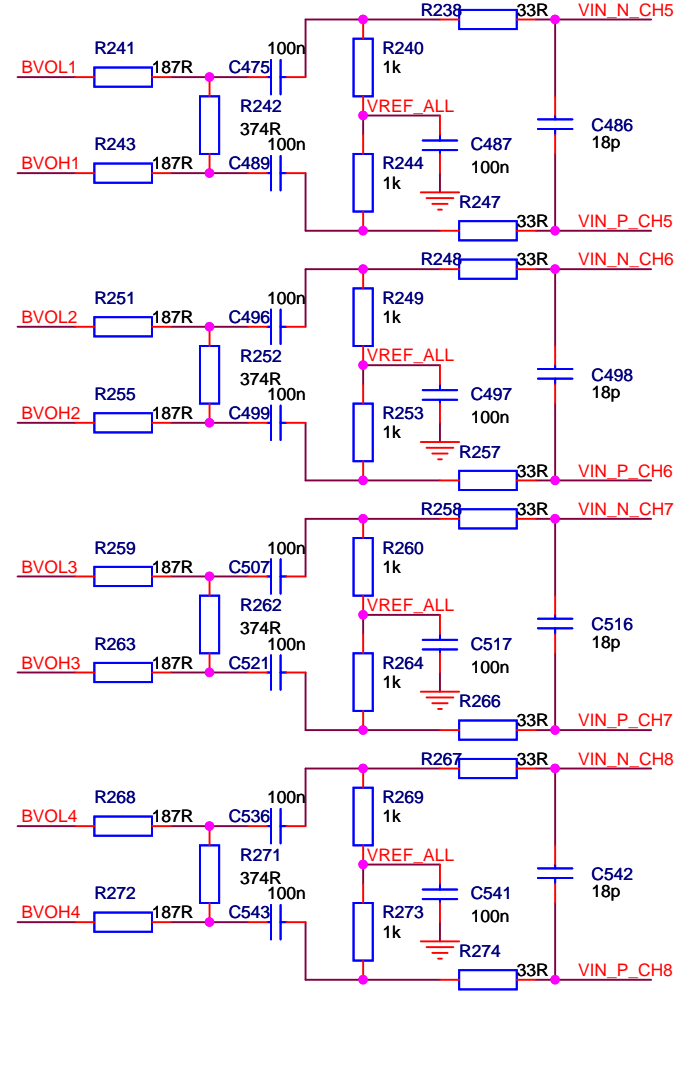 R238 33R VIN_N_CH5
R241 100n R240
BVOL1 187R C475 1k
R242 VREF_ALL
374R C487 C486
R243 100n 18p
BVOH1 187R C489 R244 100n
1k
R247
33R VIN_P_CH5
R248 33R VIN_N_CH6
R251 100n R249
BVOL2 187R C496 1k
R252 VREF_ALL
374R C497 C498
R255 100n 18p
BVOH2 187R C499 R253 100n
1k
R257
33R VIN_P_CH6
R258 33R VIN_N_CH7
R259 100n R260
BVOL3 187R C507 1k
R262 VREF_ALL
374R C517 C516
R263 100n 18p
BVOH3 187R C521 R264 100n
1k
R266
33R VIN_P_CH7
R267 33R VIN_N_CH8
R268 100n R269
BVOL4 187R C536 1k
R271 VREF_ALL
374R C541 C542
R272 100n 18p
BVOH4 187R C543 R273 100n
1k
R274
33R VIN_P_CH8